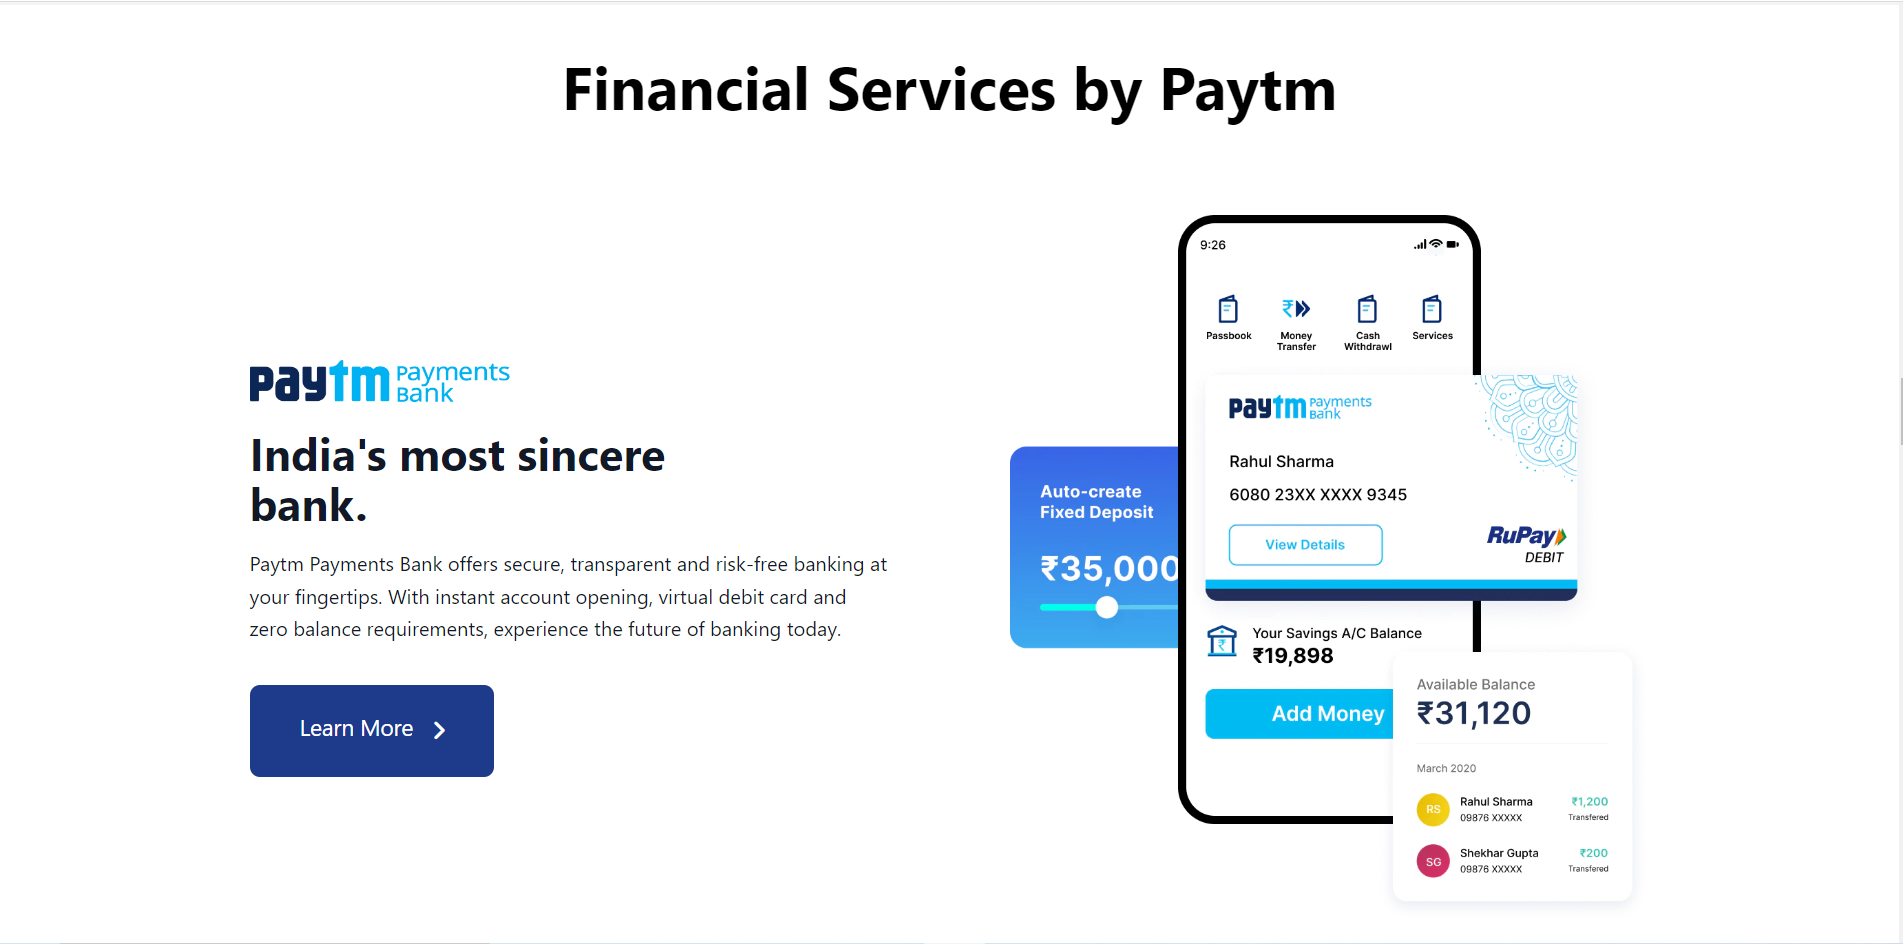 Financial Services by Paytm
paytm Payments
Bank
India's most sincere
bank.
Paytm Payments Bank offers secure, transparent and risk-free banking at
your fingertips. With instant account opening, virtual debit card and
zero balance requirements, experience the future of banking today.
Learn More
9:26
Passbook
Money
Transfer
Cash
Withdrawl
Services
paytm Payments
Bank
Rahul Sharma
6080 23XX XXXX 9345
View Details
RuPay
DEBIT
Auto-create
Fixed Deposit
₹35,000
Your Savings A/C Balance
₹19,898
Add Money
Available Balance
₹31,120
March 2020
RS
Rahul Sharma
₹1,200
09876 XXXXX
Transfered
SG
Shekhar Gupta
₹200
09876 XXXXX
Transfered